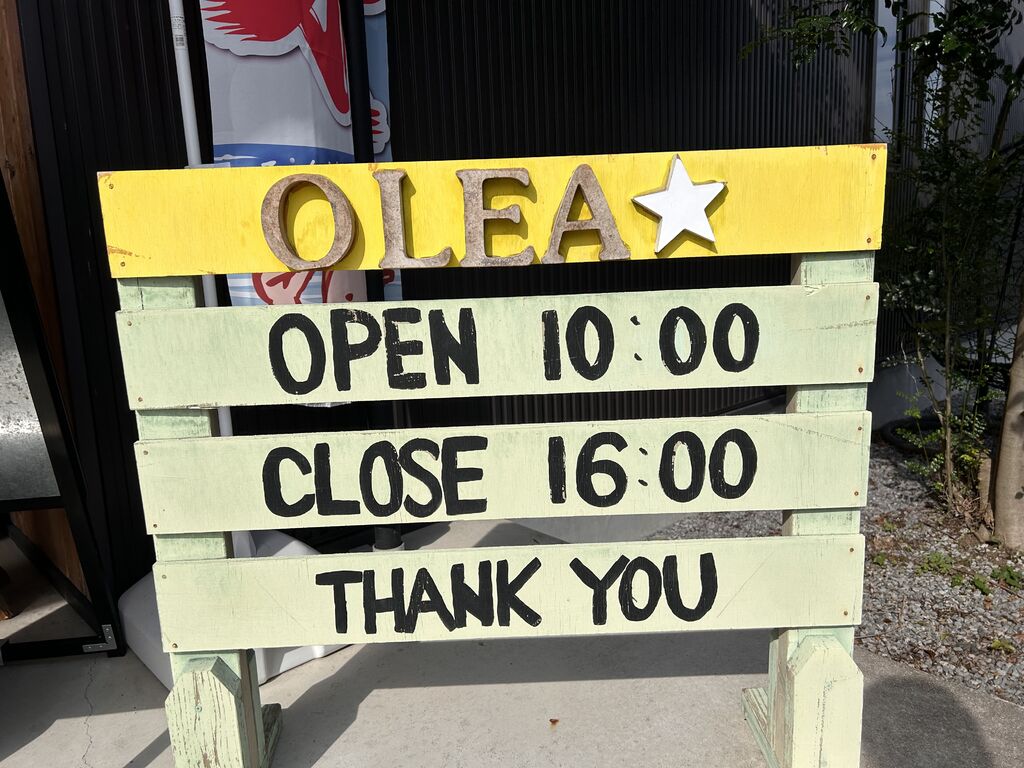 OLEA
OPEN 10:00
CLOSE 16:00
THANK YOU